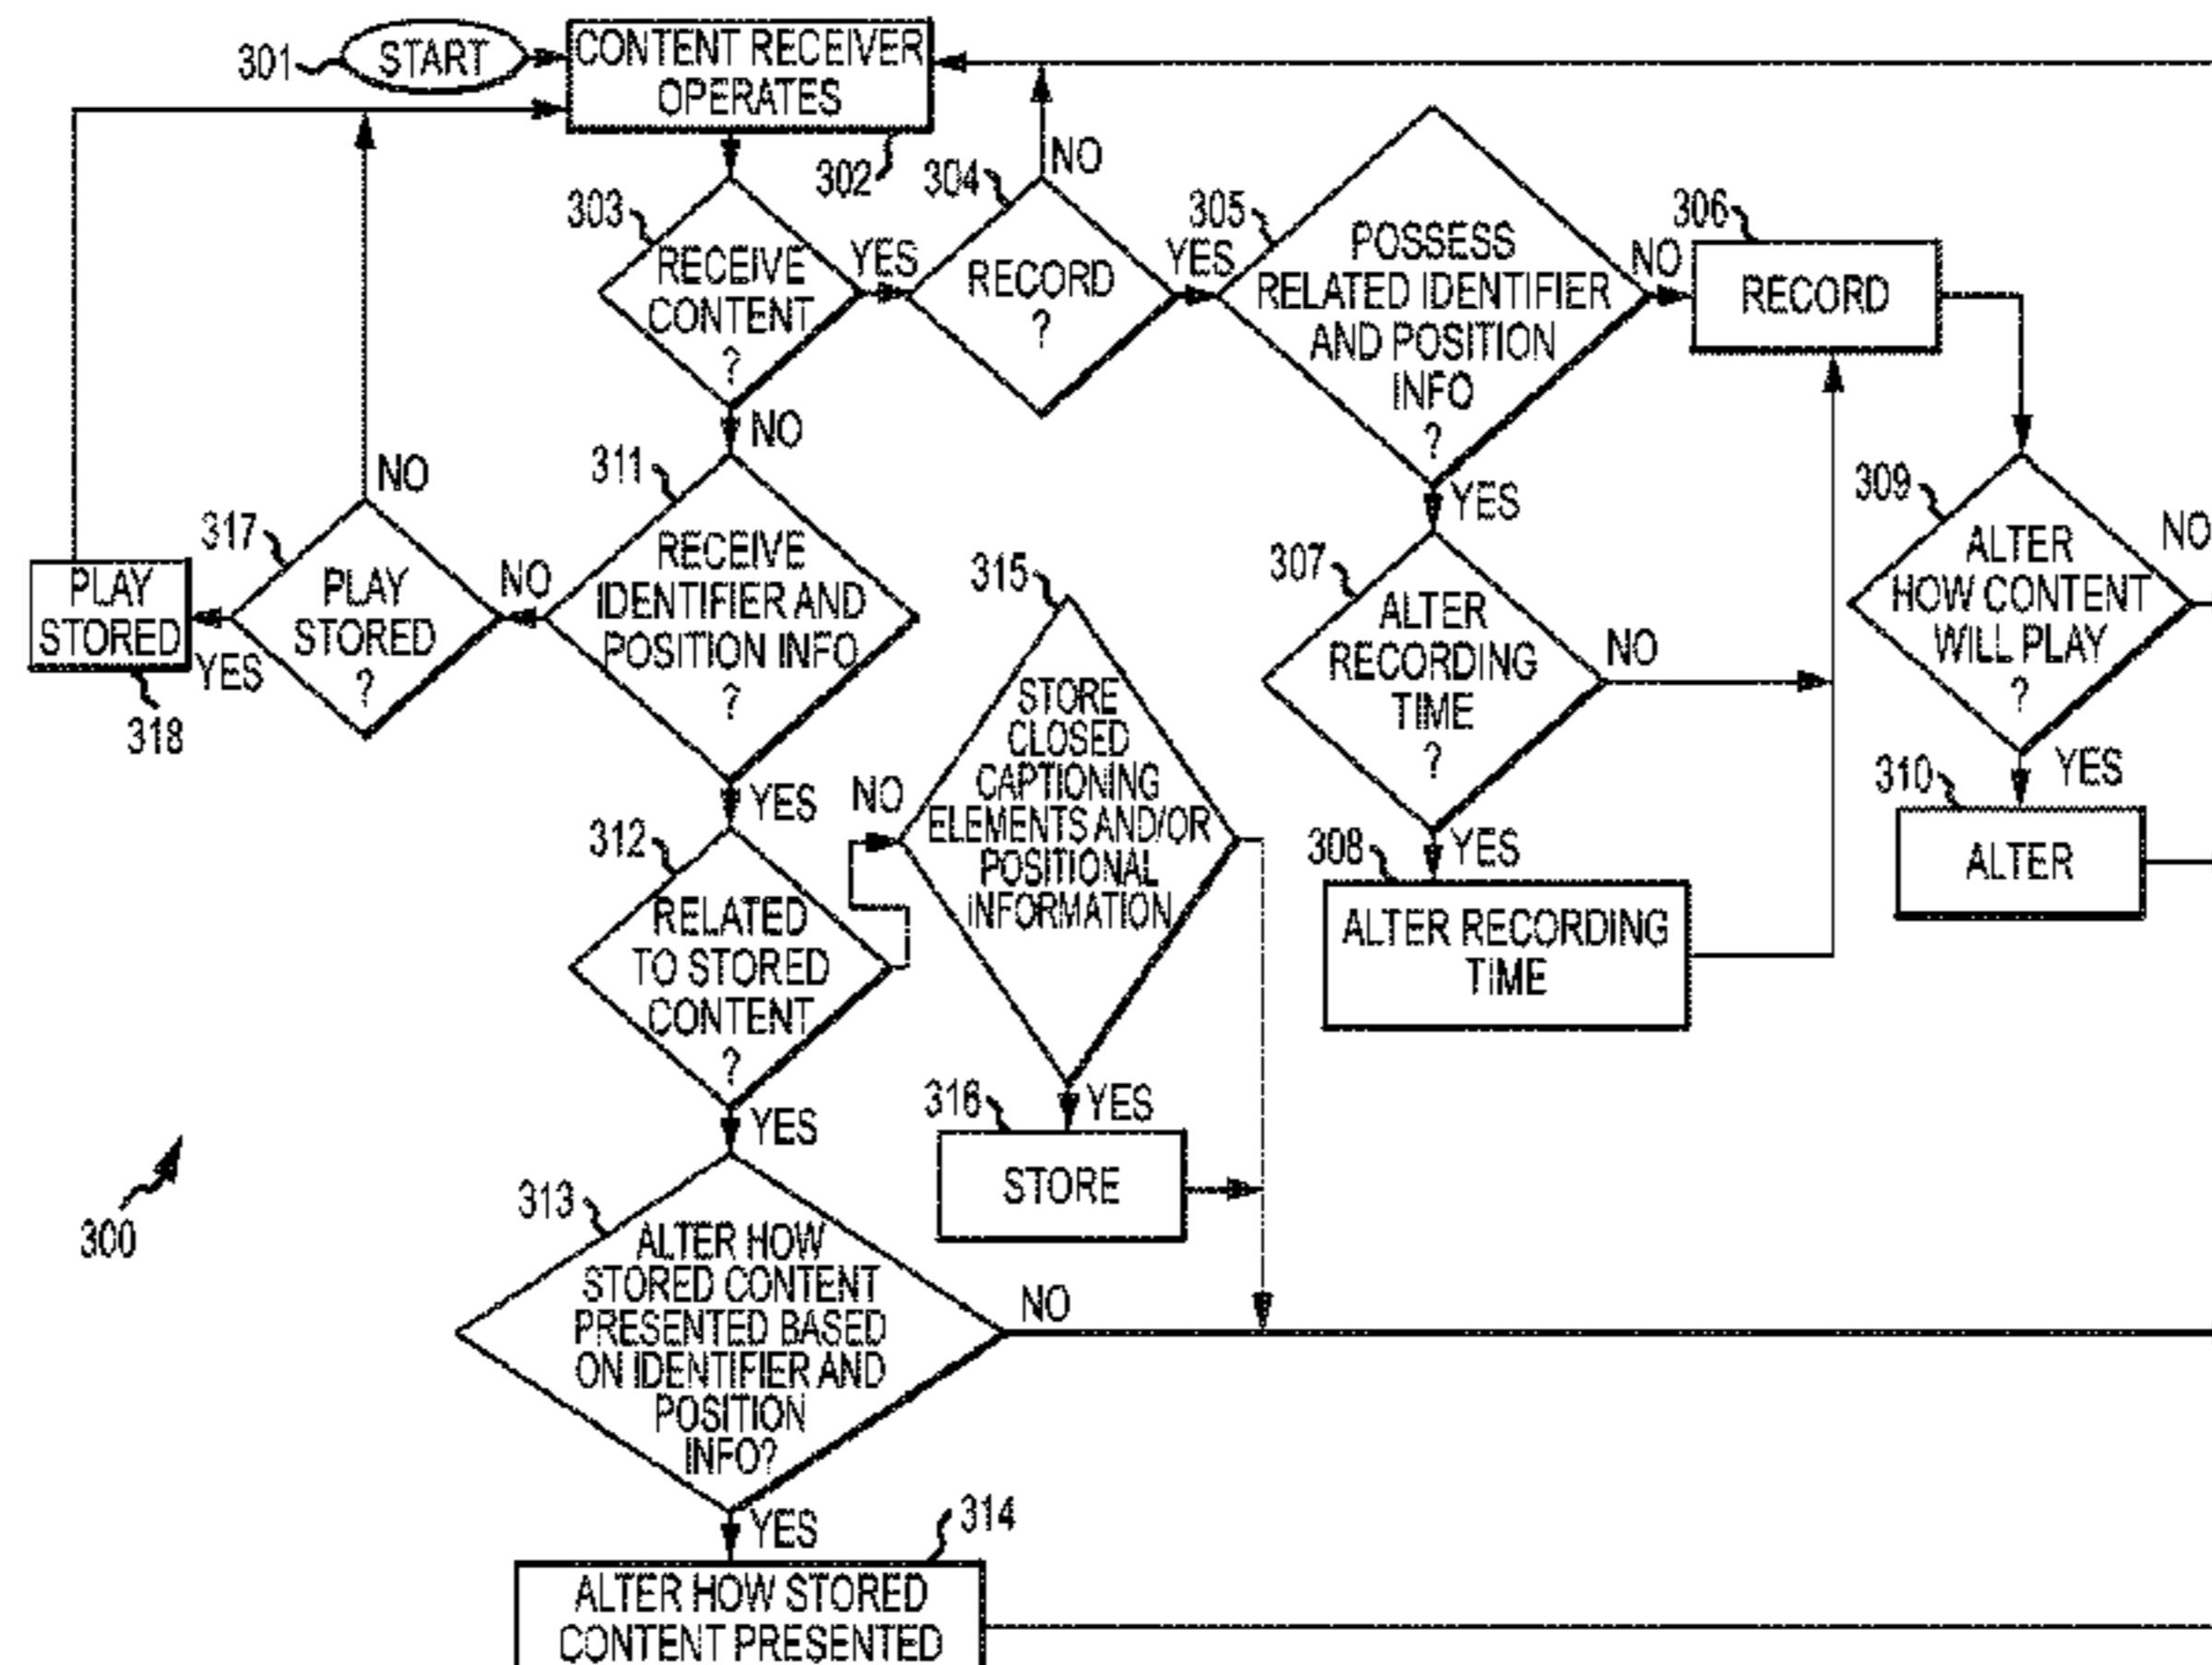 301
START
CONTENT RECEIVER
OPERATES
302
303
RECEIVE
CONTENT
?
YES
NO
304
RECORD
?
NO
YES
305
POSSESS
RELATED IDENTIFIER
AND POSITION
INFO
?
NO
YES
306
RECORD
307
ALTER
RECORDING
TIME
?
NO
YES
308
ALTER RECORDING
TIME
309
ALTER
HOW CONTENT
WILL PLAY
?
NO
YES
310
ALTER
311
RECEIVE
IDENTIFIER AND
POSITION INFO
?
NO
YES
317
PLAY
STORED
?
NO
YES
PLAY
STORED
318
312
RELATED
TO STORED
CONTENT
?
NO
YES
315
STORE
CLOSED
CAPTIONING
ELEMENTS AND/OR
POSITIONAL
INFORMATION
YES
316
STORE
313
ALTER HOW
STORED CONTENT
PRESENTED BASED
ON IDENTIFIER AND
POSITION
INFO?
NO
YES
314
ALTER HOW STORED
CONTENT PRESENTED
300